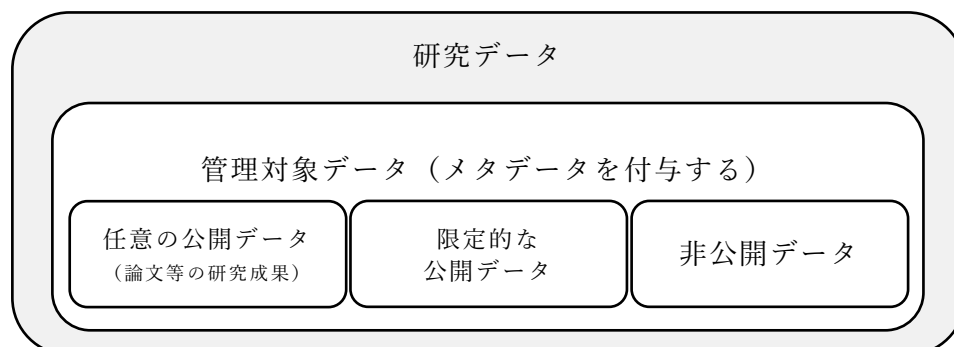 研究データ
管理対象データ（メタデータを付与する）
任意の公開データ
（論文等の研究成果）
限定的な
公開データ
非公開データ